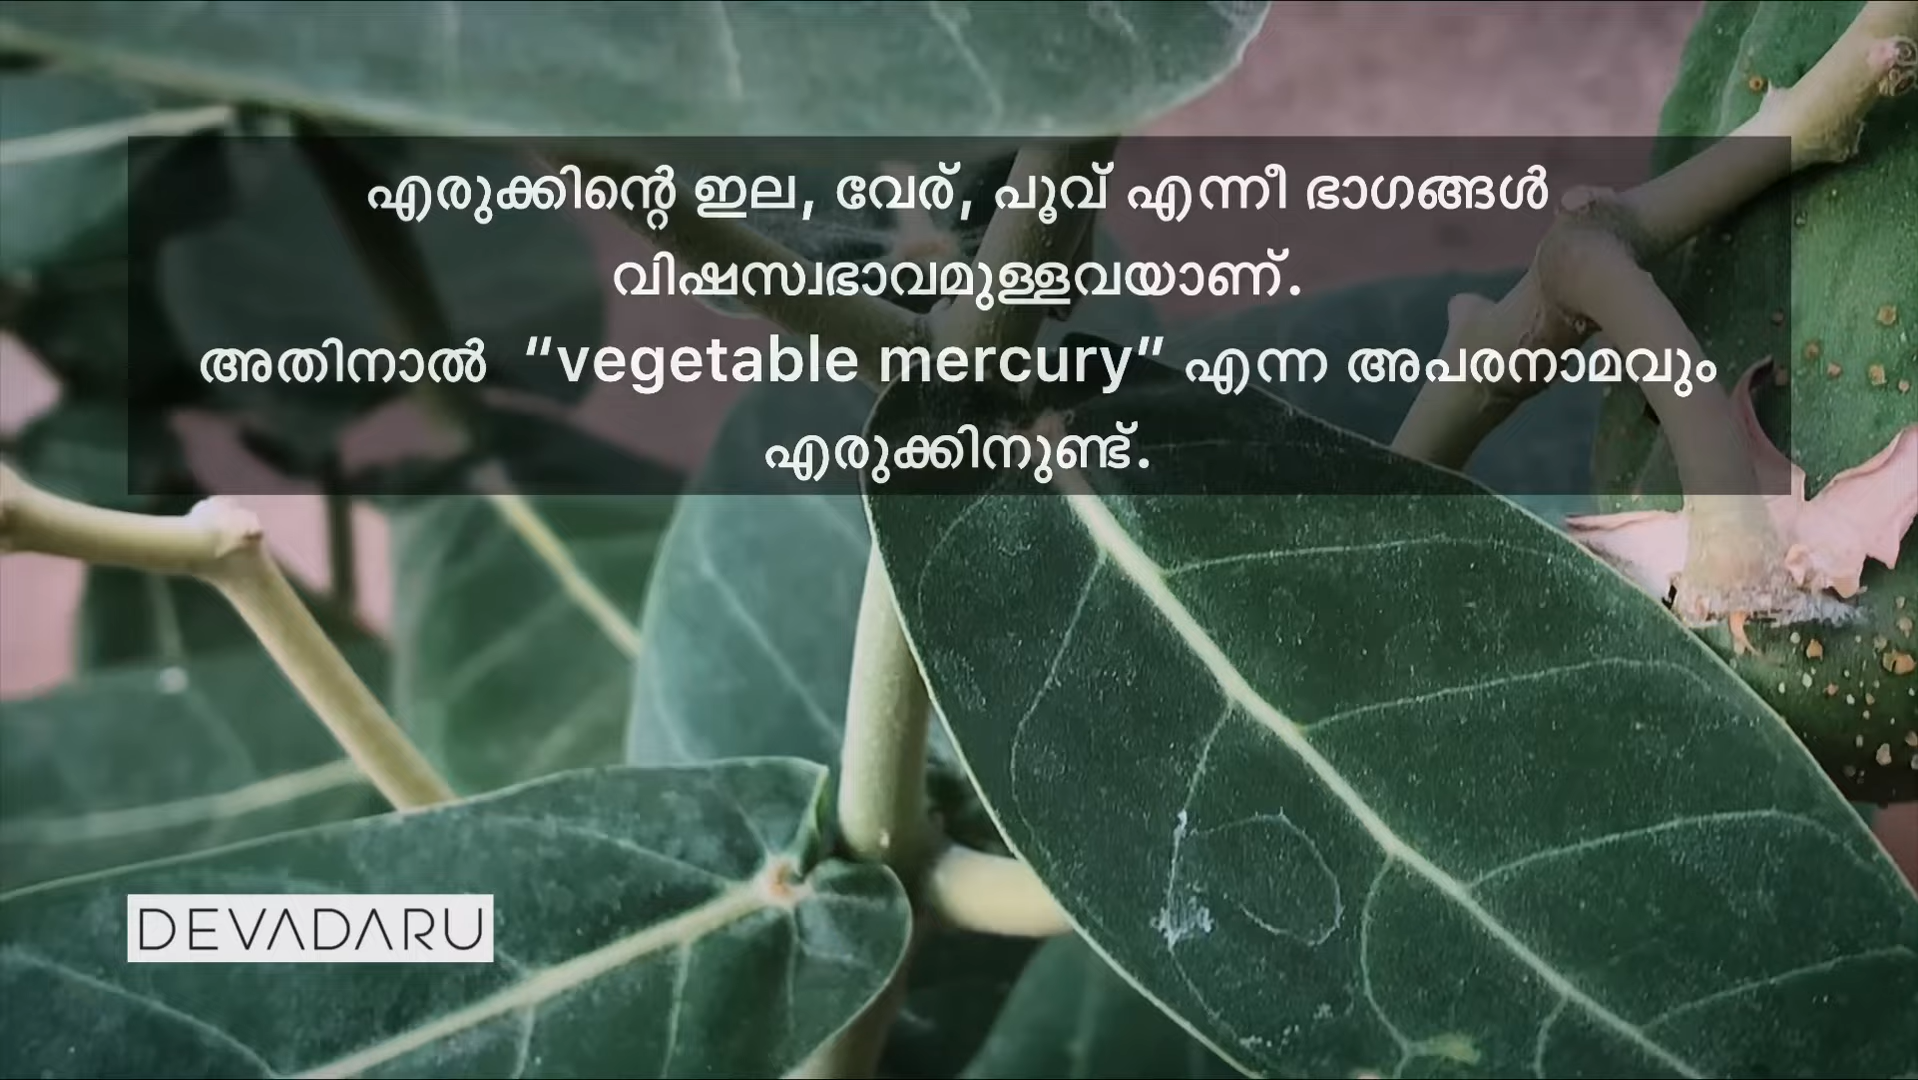 എരുക്കിന്റെ ഇല, വേര്, പൂവ് എന്നീ ഭാഗങ്ങൾ
വിഷസ്വഭാവമുള്ളവയാണ്.
അതിനാൽ “vegetable mercury” എന്ന അപരനാമവും
എരുക്കിനുണ്ട്.
DEVADARU